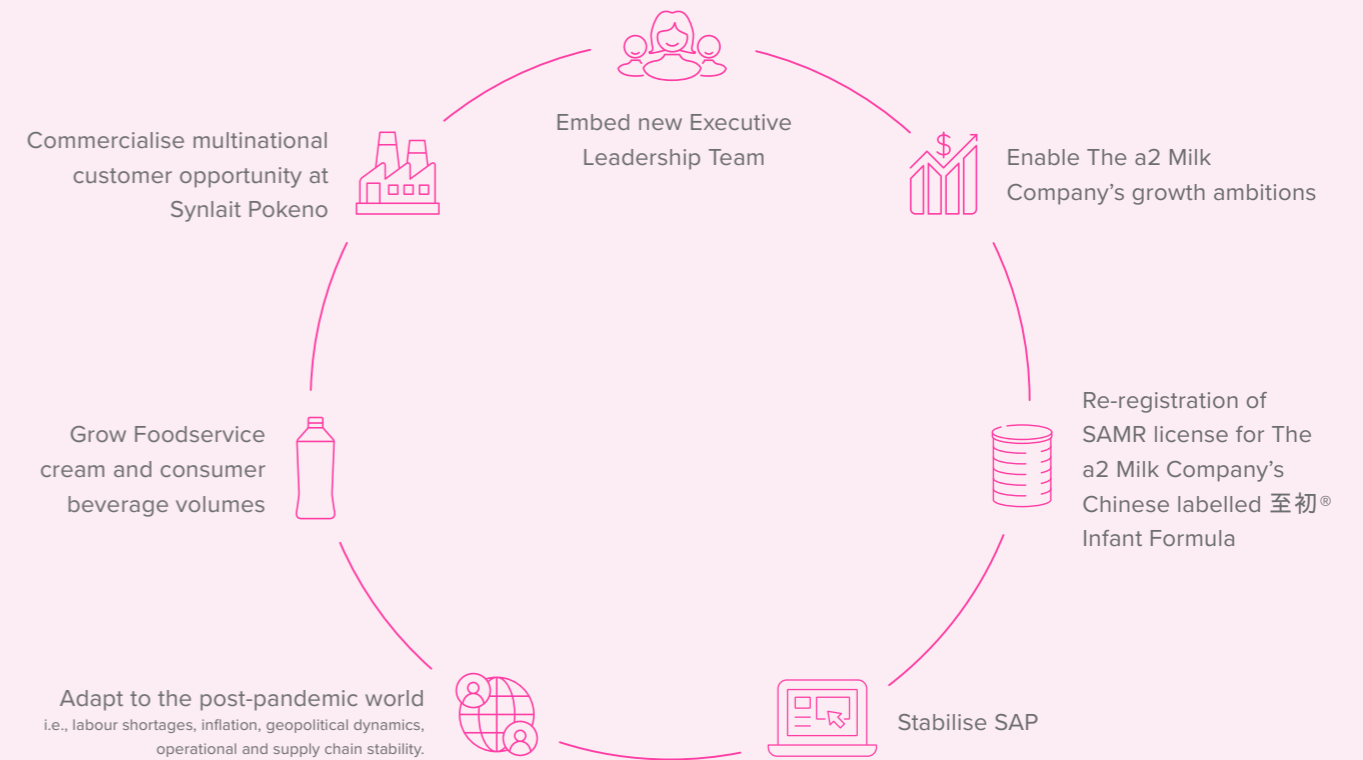 Embed new Executive
Leadership Team
Enable The a2 Milk
Company’s growth ambitions
Re-registration of
SAMR license for The
a2 Milk Company’s
Chinese labelled 至初®
Infant Formula
Stabilise SAP
Adapt to the post-pandemic world
i.e., labour shortages, inflation, geopolitical dynamics,
operational and supply chain stability.
Grow Foodservice
cream and consumer
beverage volumes
Commercialise multinational
customer opportunity at
Synlait Pokeno
$